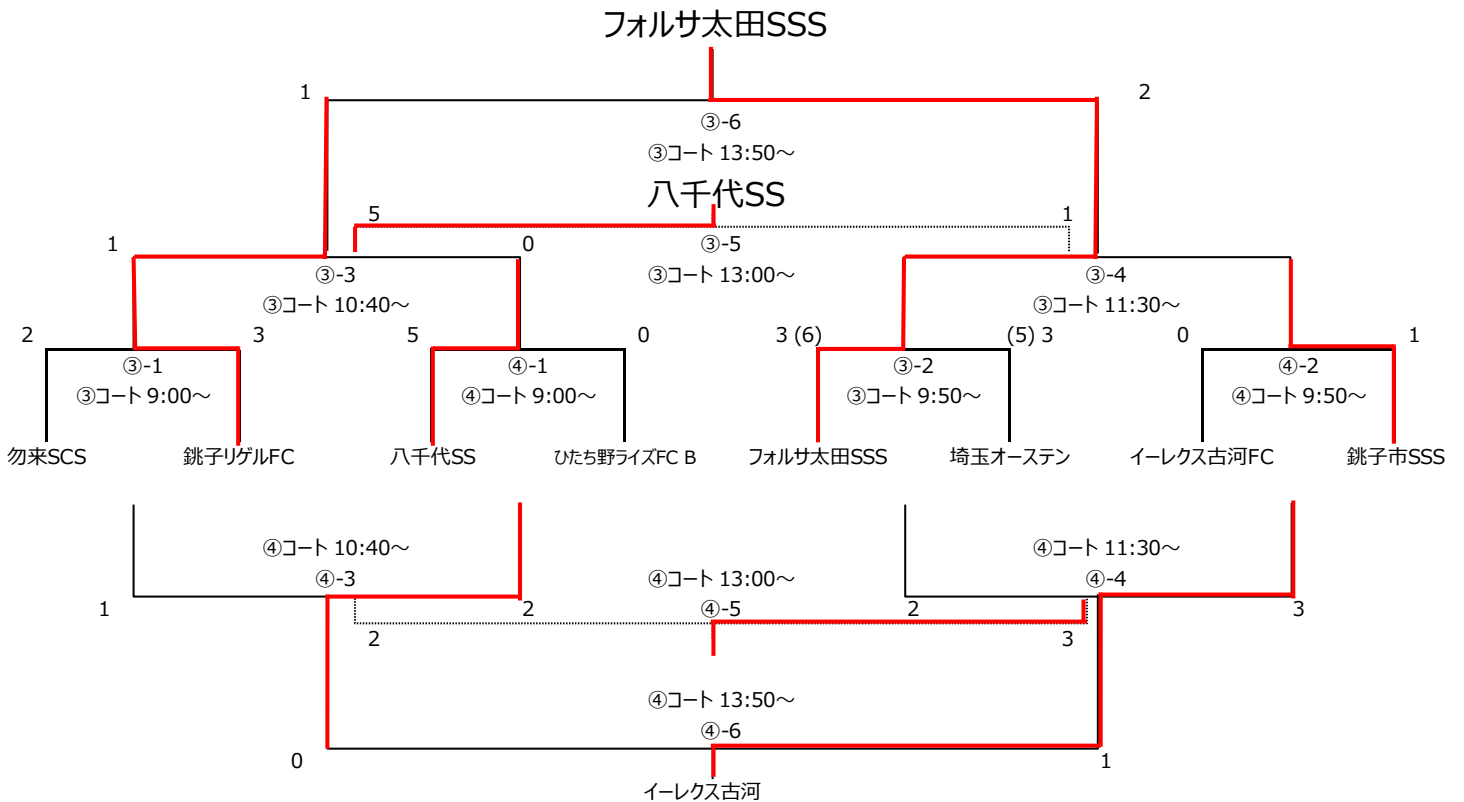 フォルサ太田SSS
1 2
③-6
③コート 13:50～
八千代SS
5 1
1 0 ③-5
③-3 ③コート 13:00～ ③-4
③コート 10:40～ ③コート 11:30～
2 3 5 0 3 (6) (5) 3 0 1
③-1 ④-1 ③-2 ④-2
③コート 9:00～ ④コート 9:00～ ③コート 9:50～ ④コート 9:50～
勿来SCS 銚子リゲルFC 八千代SS ひたち野ライズFC B フォルサ太田SSS 埼玉オーステン イーレクス古河FC 銚子市SSS
④コート 10:40～ ④コート 11:30～
④-3 ④コート 13:00～ ④-4
1 2 ④-5 2 3
2 3
④コート 13:50～
④-6
0 1
イーレクス古河